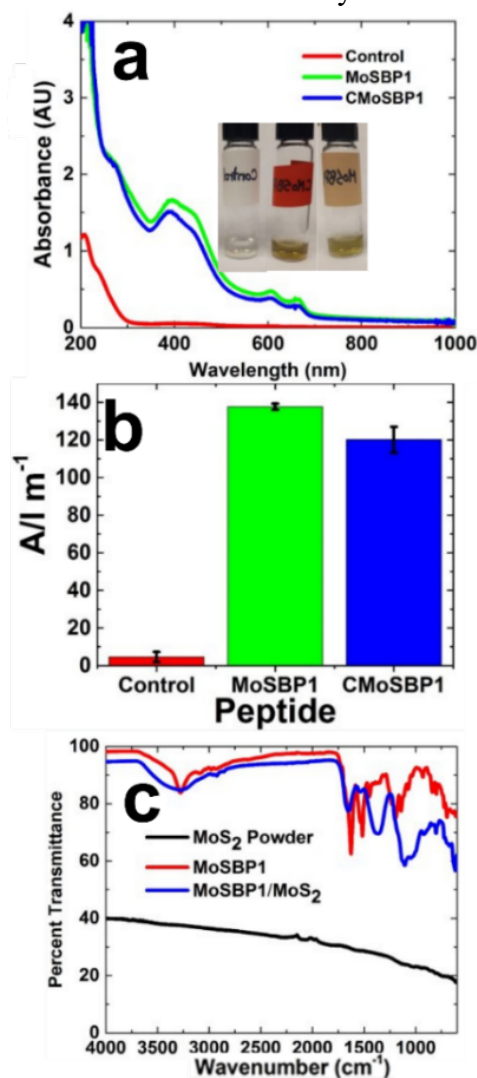 a
Control
MoSBP1
CMoSBP1
Control
4
3
2
1
0
Absorbance (AU)
200 400 600 800 1000
Wavelength (nm)
b
140
120
100
80
60
40
20
0
A/l m⁻¹
Control MoSBP1 CMoSBP1
Peptide
c
MoS₂ Powder
MoSBP1
MoSBP1/MoS₂
100
80
60
40
20
0
Percent Transmittance
4000 3500 3000 2500 2000 1500 1000
Wavenumber (cm⁻¹)